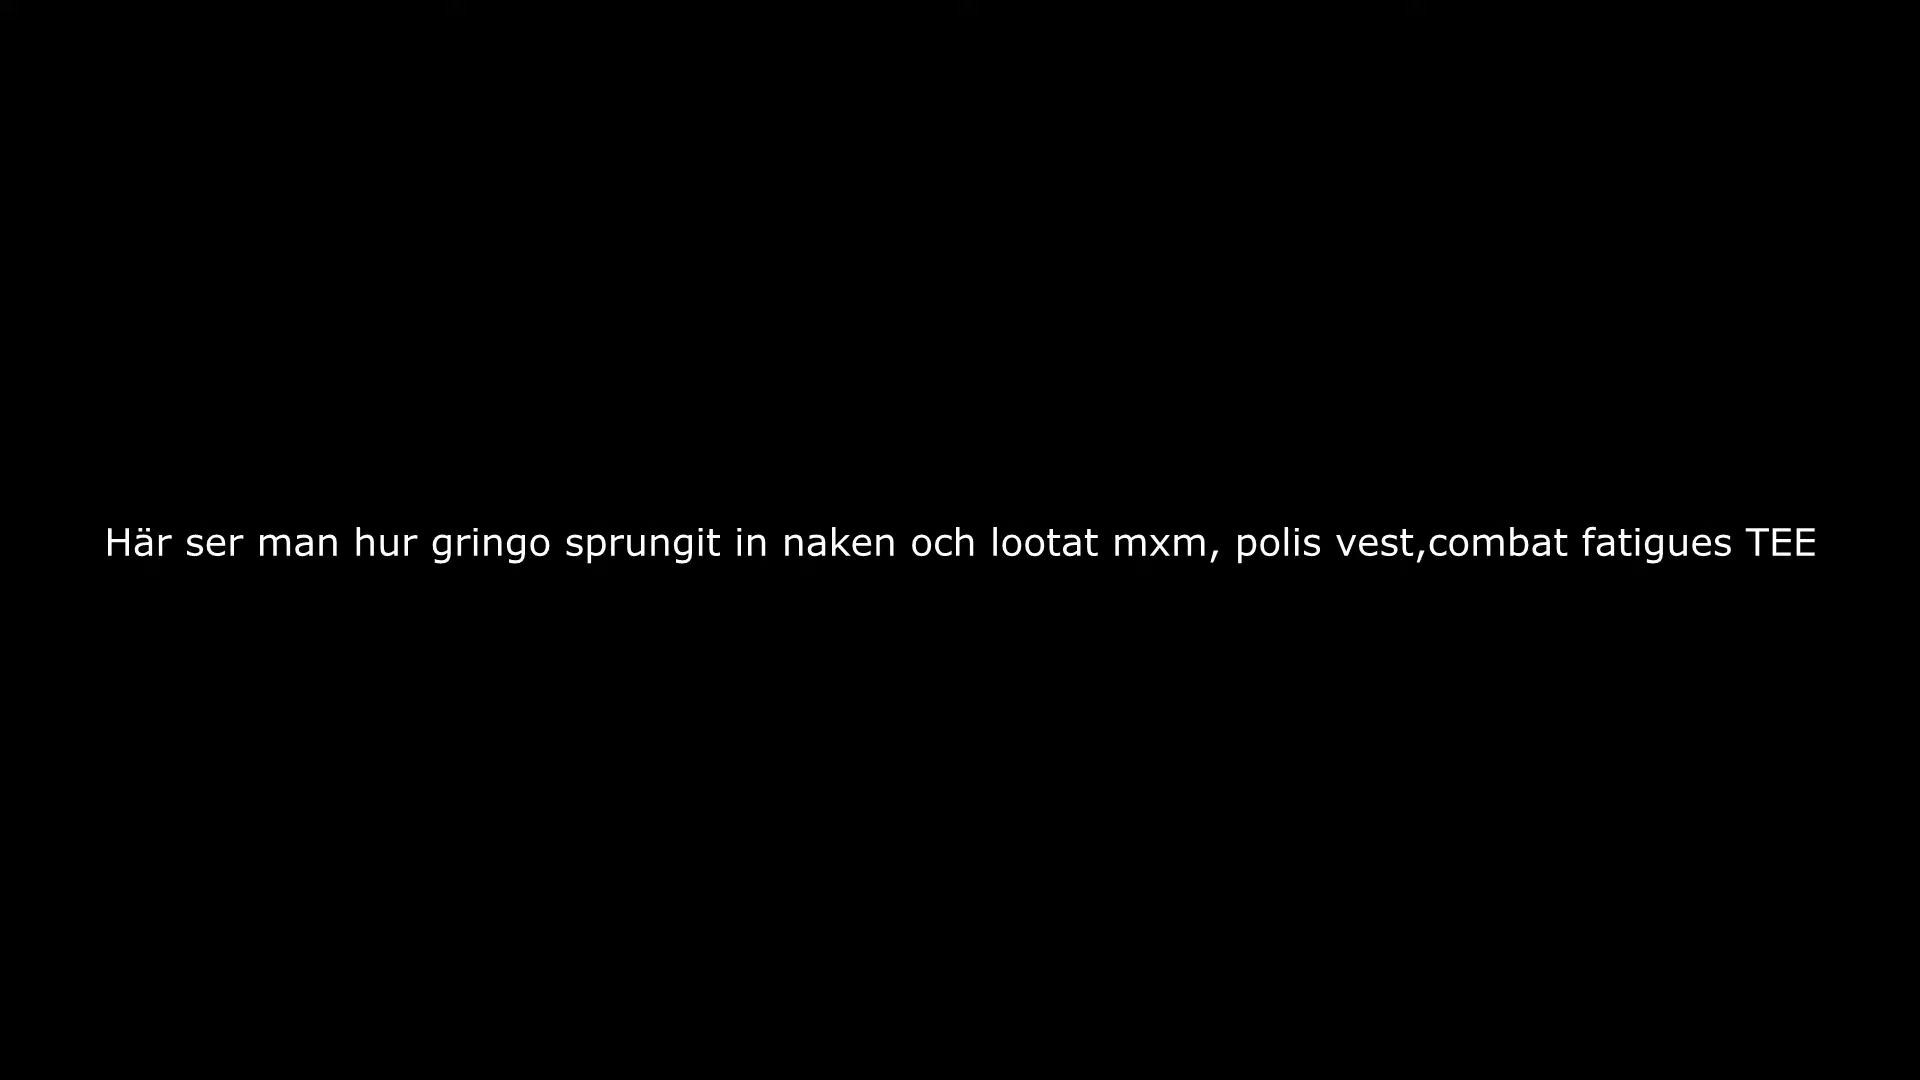 Här ser man hur gringo sprungit in naken och lootat mxm, polis vest,combat fatigues TEE